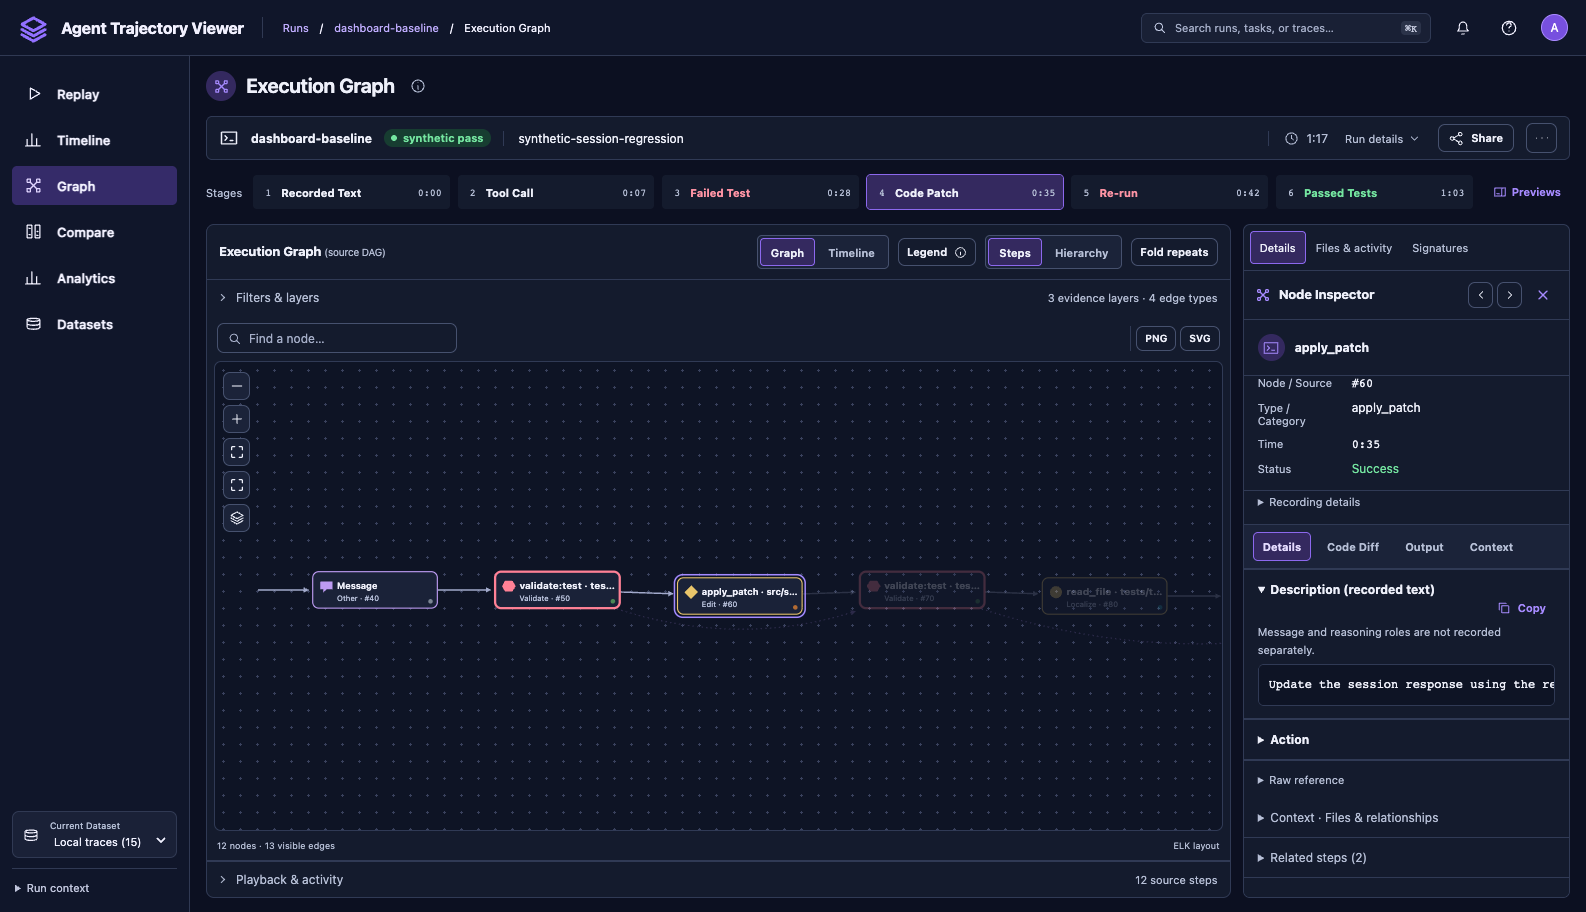 Agent Trajectory Viewer
Runs / dashboard-baseline / Execution Graph
Search runs, tasks, or traces... ⌘K
A
Replay
Timeline
Graph
Compare
Analytics
Datasets
Current Dataset
Local traces (15)
Run context
Execution Graph
dashboard-baseline synthetic pass synthetic-session-regression
1:17 Run details Share ...
Stages
1 Recorded Text 0:00
2 Tool Call 0:07
3 Failed Test 0:28
4 Code Patch 0:35
5 Re-run 0:42
6 Passed Tests 1:03
Previews
Execution Graph (source DAG)
Graph Timeline Legend Steps Hierarchy Fold repeats
Filters & layers
3 evidence layers · 4 edge types
Find a node...
PNG SVG
Message
Other · #40
validate:test · tes...
Validate · #50
apply_patch · src/s...
Edit · #60
validate:test · tes...
Validate · #70
read_file · tests/t...
Localize · #80
12 nodes · 13 visible edges
ELK layout
Playback & activity
12 source steps
Details Files & activity Signatures
Node Inspector
apply_patch
Node / Source #60
Type / Category apply_patch
Time 0:35
Status Success
Recording details
Details Code Diff Output Context
Description (recorded text)
Copy
Message and reasoning roles are not recorded
separately.
Update the session response using the re
Action
Raw reference
Context · Files & relationships
Related steps (2)